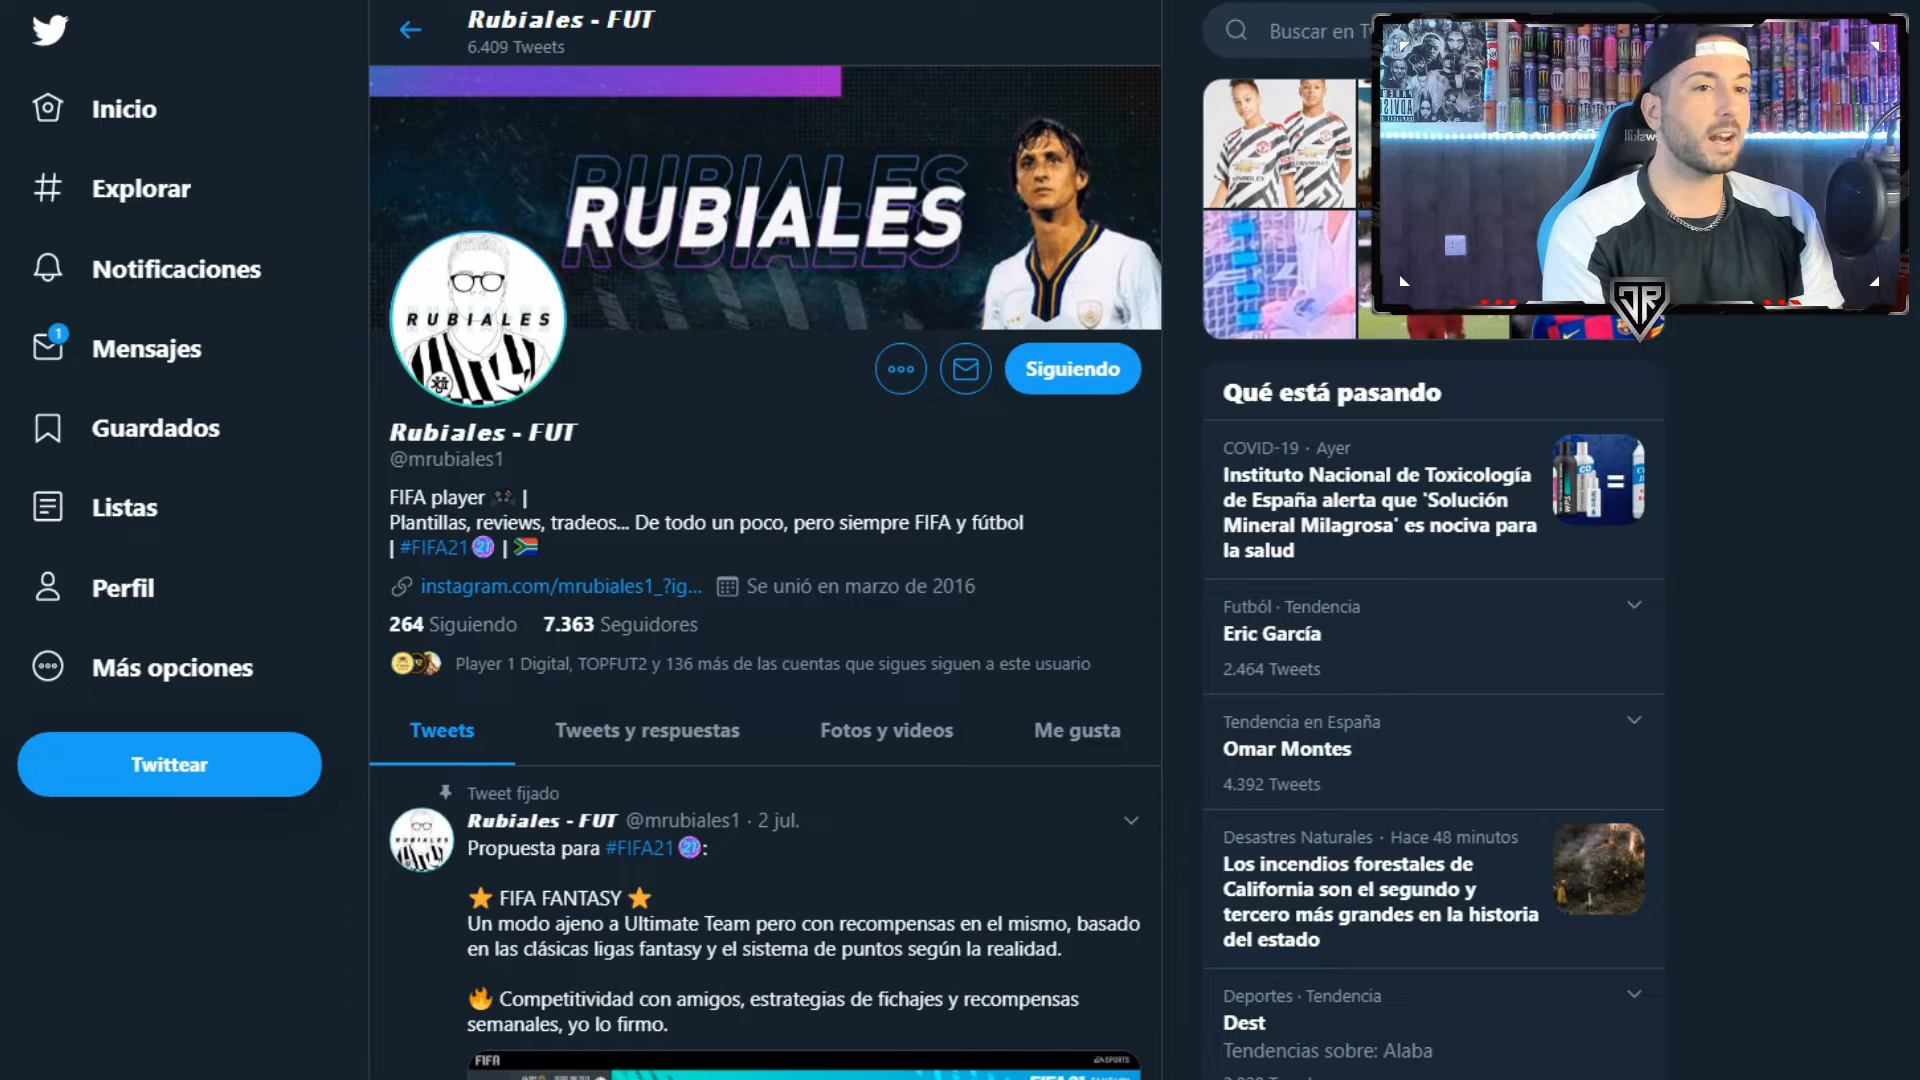 Rubiales - FUT
6.409 Tweets
Inicio
Explorar
Notificaciones
1
Mensajes
Guardados
Listas
Perfil
Más opciones
Twittear
RUBIALES
RUBIALES
RUBIALES
RUBIALES
Siguiendo
Rubiales - FUT
@mrubiales1
FIFA player 🎮 |
Plantillas, reviews, tradeos... De todo un poco, pero siempre FIFA y fútbol
| #FIFA21 | 🇿🇦
instagram.com/mrubiales1_?ig... Se unió en marzo de 2016
264 Siguiendo 7.363 Seguidores
Player 1 Digital, TOPFUT2 y 136 más de las cuentas que sigues siguen a este usuario
Tweets Tweets y respuestas Fotos y videos Me gusta
Tweet fijado
Rubiales - FUT @mrubiales1 · 2 jul.
Propuesta para #FIFA21 21:
⭐ FIFA FANTASY ⭐
Un modo ajeno a Ultimate Team pero con recompensas en el mismo, basado
en las clásicas ligas fantasy y el sistema de puntos según la realidad.
🔥 Competitividad con amigos, estrategias de fichajes y recompensas
semanales, yo lo firmo.
FIFA
EA SPORTS
Buscar en T
JR
Qué está pasando
COVID-19 · Ayer
Instituto Nacional de Toxicología
de España alerta que 'Solución
Mineral Milagrosa' es nociva para
la salud
Futból · Tendencia
Eric García
2.464 Tweets
Tendencia en España
Omar Montes
4.392 Tweets
Desastres Naturales · Hace 48 minutos
Los incendios forestales de
California son el segundo y
tercero más grandes en la historia
del estado
Deportes · Tendencia
Dest
Tendencias sobre: Alaba